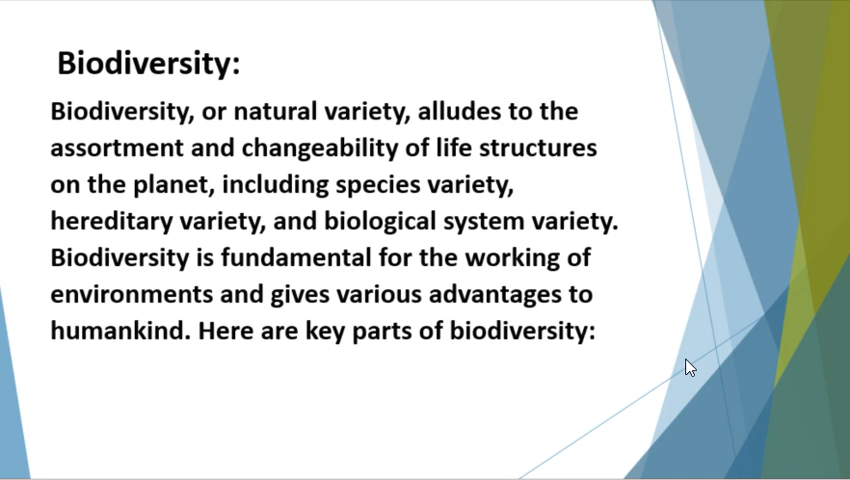 Biodiversity:
Biodiversity, or natural variety, alludes to the
assortment and changeability of life structures
on the planet, including species variety,
hereditary variety, and biological system variety.
Biodiversity is fundamental for the working of
environments and gives various advantages to
humankind. Here are key parts of biodiversity: